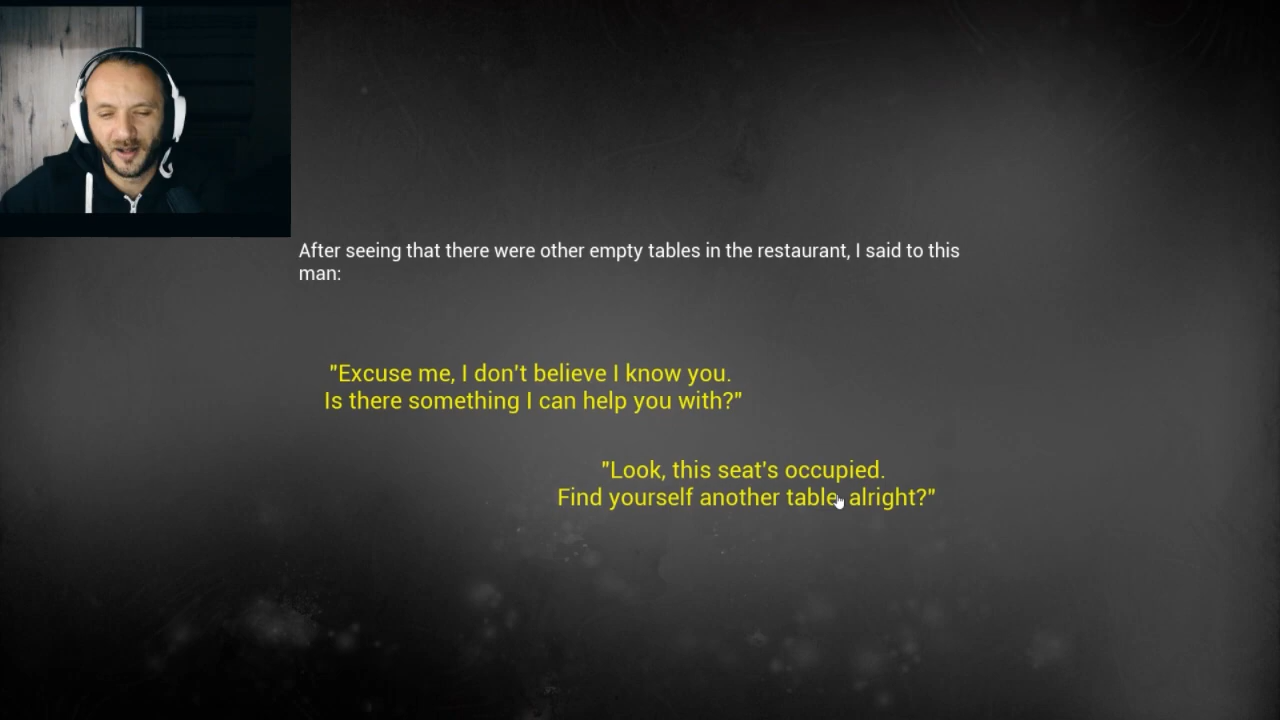 After seeing that there were other empty tables in the restaurant, I said to this
man:
"Excuse me, I don't believe I know you.
Is there something I can help you with?"
"Look, this seat's occupied.
Find yourself another table, alright?"